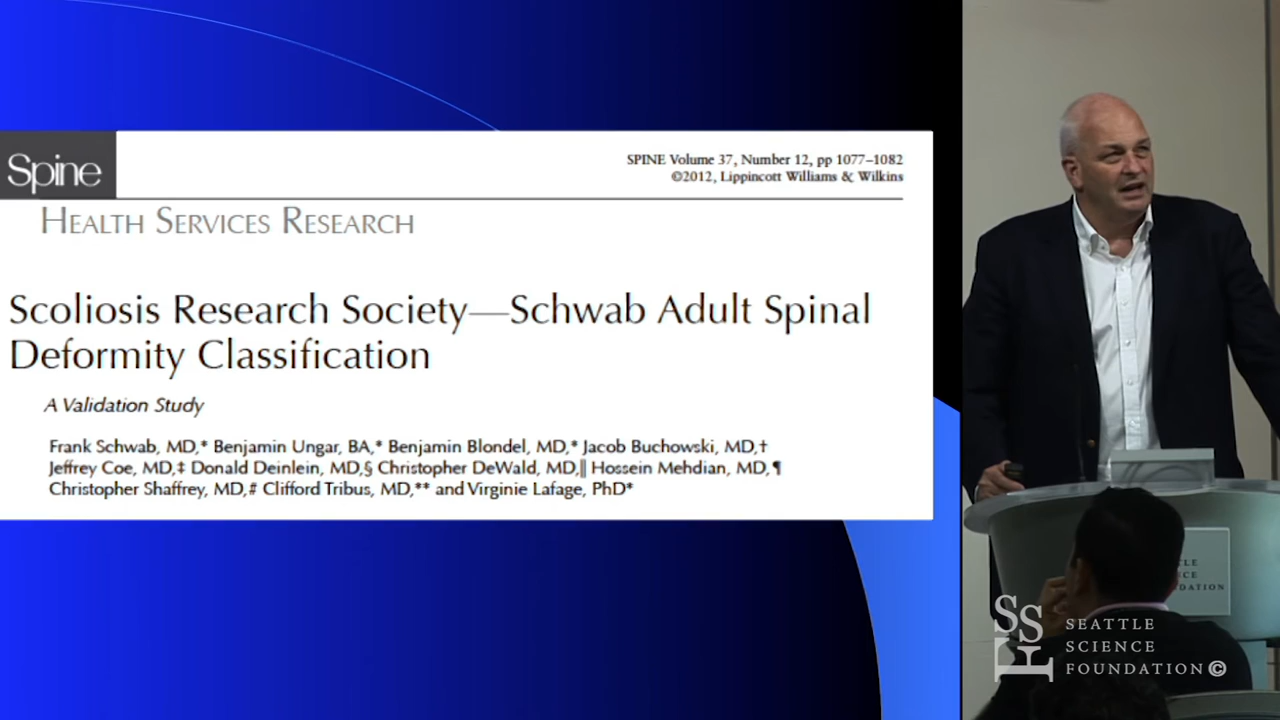 Spine
SPINE Volume 37, Number 12, pp 1077–1082
©2012, Lippincott Williams & Wilkins
HEALTH SERVICES RESEARCH
Scoliosis Research Society—Schwab Adult Spinal
Deformity Classification
A Validation Study
Frank Schwab, MD,* Benjamin Ungar, BA,* Benjamin Blondel, MD,* Jacob Buchowski, MD,†
Jeffrey Coe, MD,‡ Donald Deinlein, MD,§ Christopher DeWald, MD,|| Hossein Mehdian, MD,¶
Christopher Shaffrey, MD,# Clifford Tribus, MD,** and Virginie Lafage, PhD*
SSF
SEATTLE
SCIENCE
FOUNDATION©